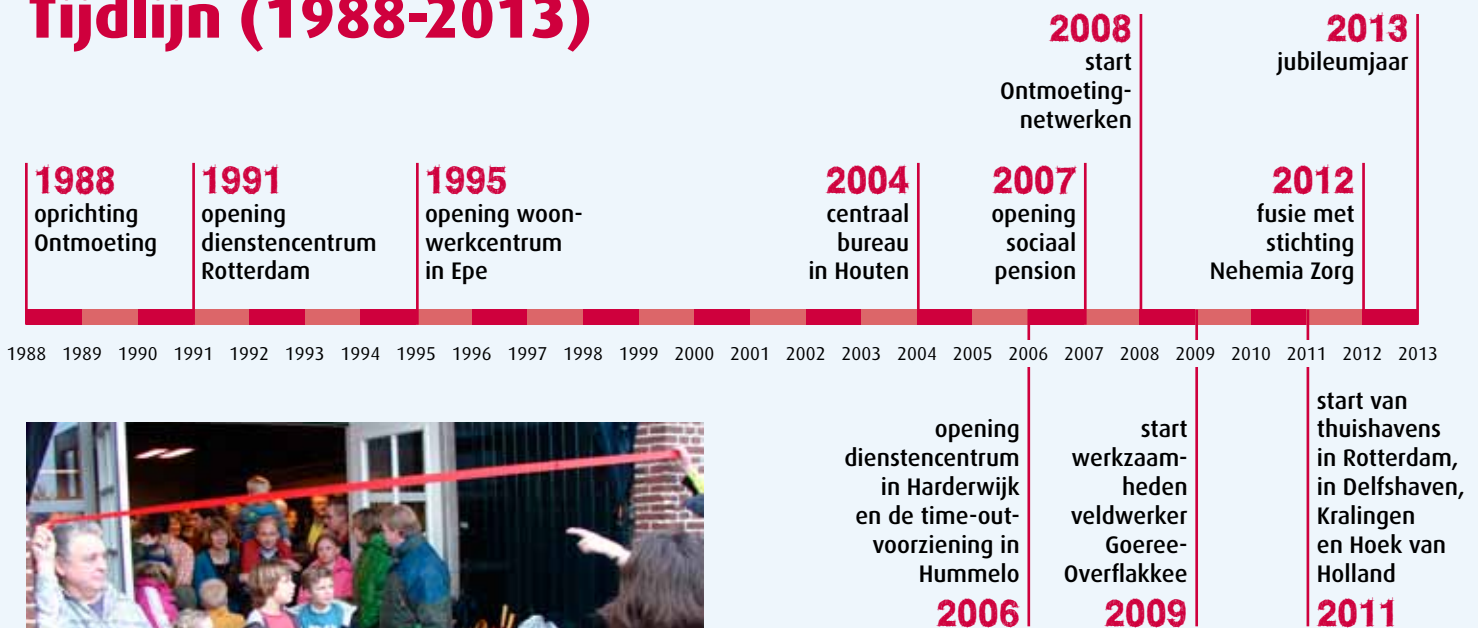 Tijdlijn (1988-2013)
2008
start
Ontmoeting-
netwerken
2013
jubileumjaar
1988
oprichting
Ontmoeting
1991
opening
dienstencentrum
Rotterdam
1995
opening woon-
werkcentrum
in Epe
2004
centraal
bureau
in Houten
2007
opening
sociaal
pension
2012
fusie met
stichting
Nehemia Zorg
1988 1989 1990 1991 1992 1993 1994 1995 1996 1997 1998 1999 2000 2001 2002 2003 2004 2005 2006 2007 2008 2009 2010 2011 2012 2013
opening
dienstencentrum
in Harderwijk
en de time-out-
voorziening in
Hummelo
2006
start
werkzaam-
heden
veldwerker
Goeree-
Overflakkee
2009
start van
thuishavens
in Rotterdam,
in Delfshaven,
Kralingen
en Hoek van
Holland
2011